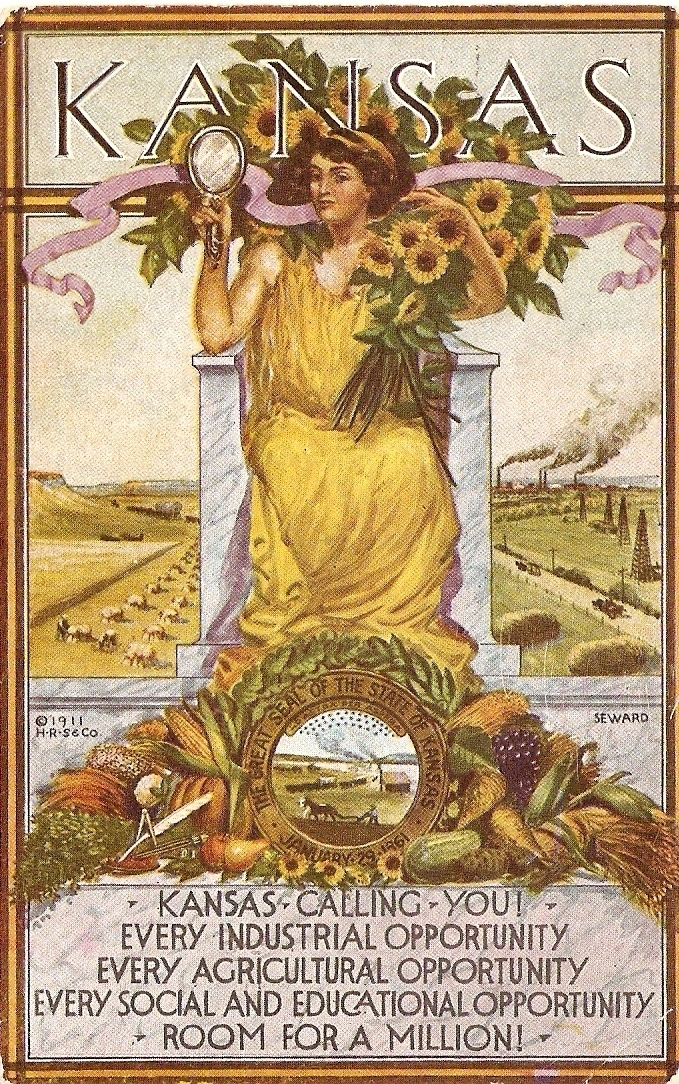 KANSAS
©1911
H·R·S&Co
SEWARD
THE GREAT SEAL OF THE STATE OF KANSAS
· JANUARY·29·1861 ·
· KANSAS · CALLING · YOU! ·
EVERY INDUSTRIAL OPPORTUNITY
EVERY AGRICULTURAL OPPORTUNITY
EVERY SOCIAL AND EDUCATIONAL OPPORTUNITY
· ROOM FOR A MILLION! ·